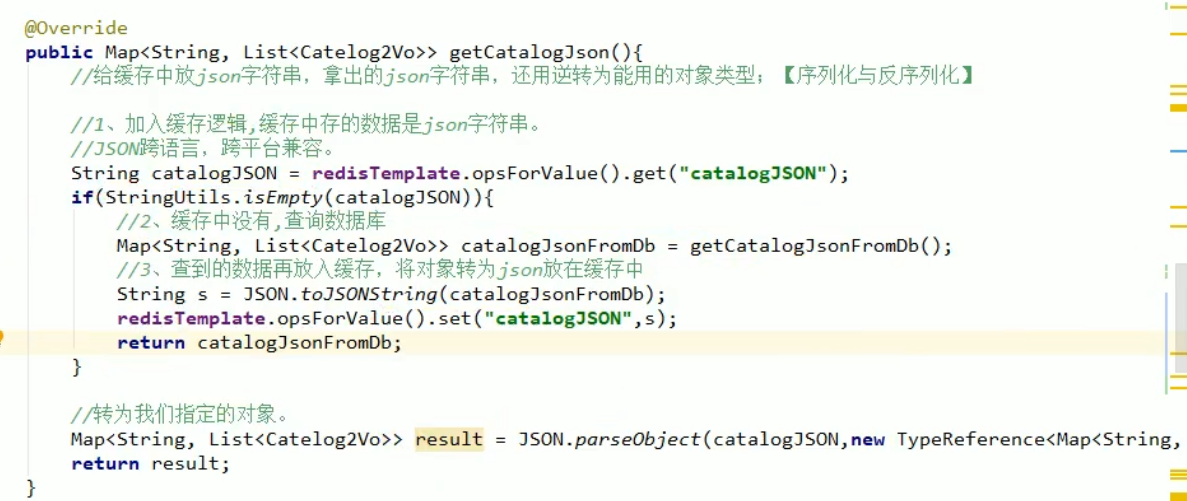 @Override
public Map<String, List<Catelog2Vo>> getCatalogJson(){
//给缓存中放json字符串，拿出的json字符串，还用逆转为能用的对象类型；【序列化与反序列化】
//1、加入缓存逻辑,缓存中存的数据是json字符串。
//JSON跨语言，跨平台兼容。
String catalogJSON = redisTemplate.opsForValue().get("catalogJSON");
if(StringUtils.isEmpty(catalogJSON)){
//2、缓存中没有,查询数据库
Map<String, List<Catelog2Vo>> catalogJsonFromDb = getCatalogJsonFromDb();
//3、查到的数据再放入缓存，将对象转为json放在缓存中
String s = JSON.toJSONString(catalogJsonFromDb);
redisTemplate.opsForValue().set("catalogJSON",s);
return catalogJsonFromDb;
}
//转为我们指定的对象。
Map<String, List<Catelog2Vo>> result = JSON.parseObject(catalogJSON,new TypeReference<Map<String,
return result;
}